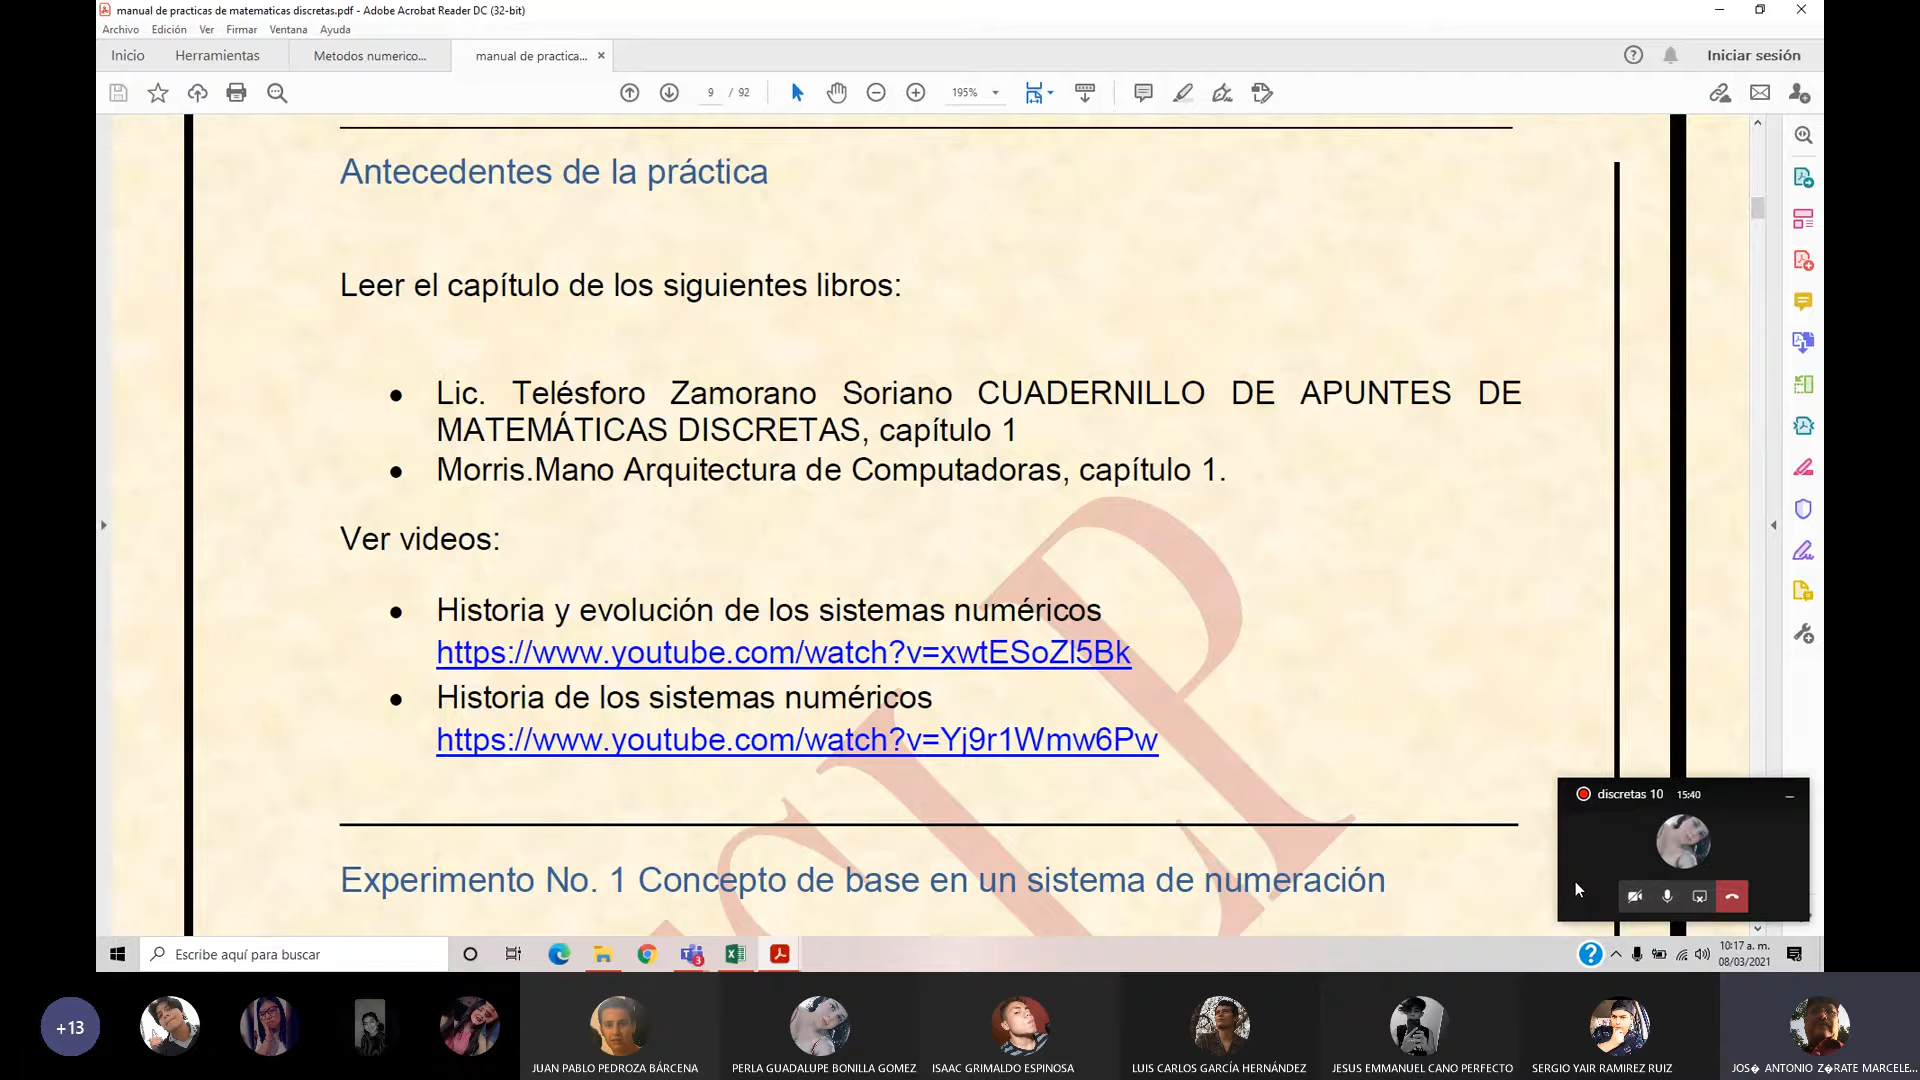 manual de practicas de matematicas discretas.pdf - Adobe Acrobat Reader DC (32-bit)
Archivo Edición Ver Firmar Ventana Ayuda
Inicio Herramientas Metodos numerico... manual de practica... × Iniciar sesión
9 / 92 195%
Antecedentes de la práctica
Leer el capítulo de los siguientes libros:
• Lic. Telésforo Zamorano Soriano CUADERNILLO DE APUNTES DE
MATEMÁTICAS DISCRETAS, capítulo 1
• Morris.Mano Arquitectura de Computadoras, capítulo 1.
Ver videos:
• Historia y evolución de los sistemas numéricos
https://www.youtube.com/watch?v=xwtESoZl5Bk
• Historia de los sistemas numéricos
https://www.youtube.com/watch?v=Yj9r1Wmw6Pw
discretas 10 15:40
Experimento No. 1 Concepto de base en un sistema de numeración
Escribe aquí para buscar
3
10:17 a. m.
08/03/2021
+13
JUAN PABLO PEDROZA BÁRCENA
PERLA GUADALUPE BONILLA GOMEZ
ISAAC GRIMALDO ESPINOSA
LUIS CARLOS GARCÍA HERNÁNDEZ
JESUS EMMANUEL CANO PERFECTO
SERGIO YAIR RAMIREZ RUIZ
JOS� ANTONIO Z�RATE MARCELE...